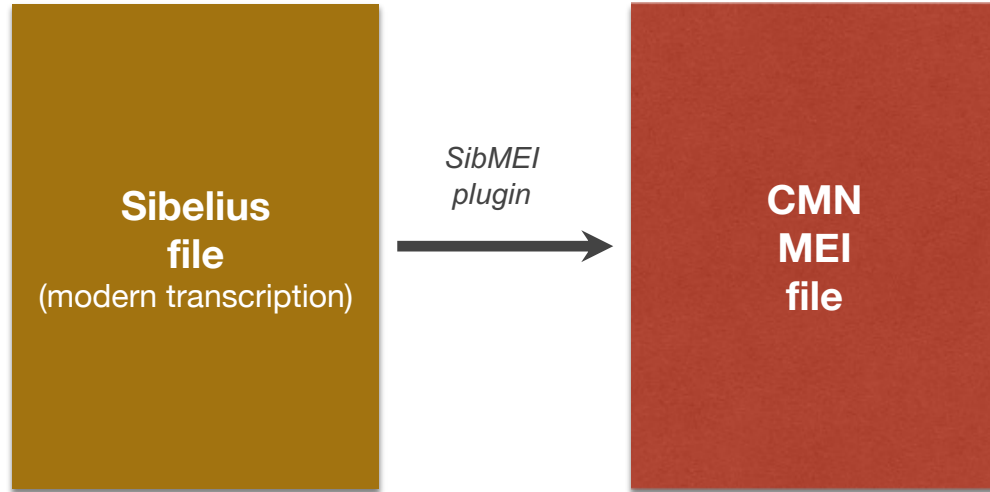 Sibelius
file
(modern transcription)
SibMEI
plugin
CMN
MEI
file